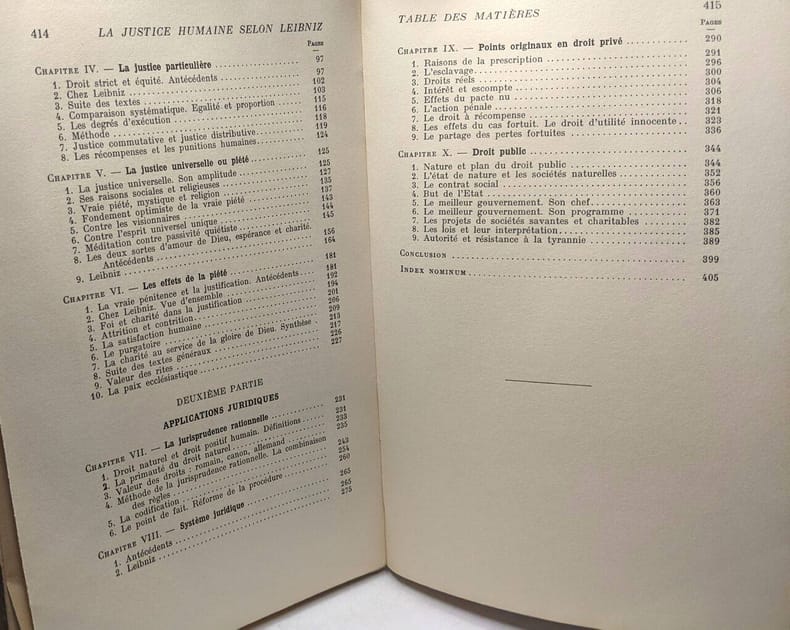 414 LA JUSTICE HUMAINE SELON LEIBNIZ
Pages
CHAPITRE IV. — La justice particulière 97
1. Droit strict et équité. Antécédents 97
2. Chez Leibniz 102
3. Suite des textes 103
4. Comparaison systématique. Egalité et proportion 115
5. Les degrés d'exécution 116
6. Méthode 118
7. Justice commutative et justice distributive 119
8. Les récompenses et les punitions humaines 124
CHAPITRE V. — La justice universelle ou piété 125
1. La justice universelle. Son amplitude 125
2. Ses raisons sociales et religieuses 127
3. Vraie piété, mystique et religion 135
4. Fondement optimiste de la vraie piété 137
5. Contre les visionnaires 143
6. Contre l'esprit universel unique 144
7. Méditation contre passivité quiétiste 145
8. Les deux sortes d'amour de Dieu, espérance et charité.
Antécédents 156
9. Leibniz 164
CHAPITRE VI. — Les effets de la piété 181
1. La vraie pénitence et la justification. Antécédents 181
2. Chez Leibniz. Vue d'ensemble 192
3. Foi et charité dans la justification 194
4. Attrition et contrition 201
5. La satisfaction humaine 206
6. Le purgatoire 209
7. La charité au service de la gloire de Dieu. Synthèse 213
8. Suite des textes généraux 217
9. Valeur des rites 226
10. La paix ecclésiastique 227
DEUXIÈME PARTIE
APPLICATIONS JURIDIQUES
CHAPITRE VII. — La jurisprudence rationnelle 231
1. Droit naturel et droit positif humain. Définitions 231
2. La primauté du droit naturel 233
3. Valeur des droits : romain, canon, allemand 235
4. Méthode de la jurisprudence rationnelle. La combinaison
des règles 243
5. La codification 254
6. Le point de fait. Réforme de la procédure 260
CHAPITRE VIII. — Système juridique 265
1. Antécédents 265
2. Leibniz 275
TABLE DES MATIÈRES 415
Pages
CHAPITRE IX. — Points originaux en droit privé 290
1. Raisons de la prescription 291
2. L'esclavage 296
3. Droits réels 300
4. Intérêt et escompte 304
5. Effets du pacte nu 306
6. L'action pénale 318
7. Le droit à récompense 321
8. Les effets du cas fortuit. Le droit d'utilité innocente 323
9. Le partage des pertes fortuites 336
CHAPITRE X. — Droit public 344
1. Nature et plan du droit public 344
2. L'état de nature et les sociétés naturelles 352
3. Le contrat social 356
4. But de l'Etat 360
5. Le meilleur gouvernement. Son chef 363
6. Le meilleur gouvernement. Son programme 371
7. Les projets de sociétés savantes et charitables 382
8. Les lois et leur interprétation 385
9. Autorité et résistance à la tyrannie 389
CONCLUSION 399
INDEX NOMINUM 405